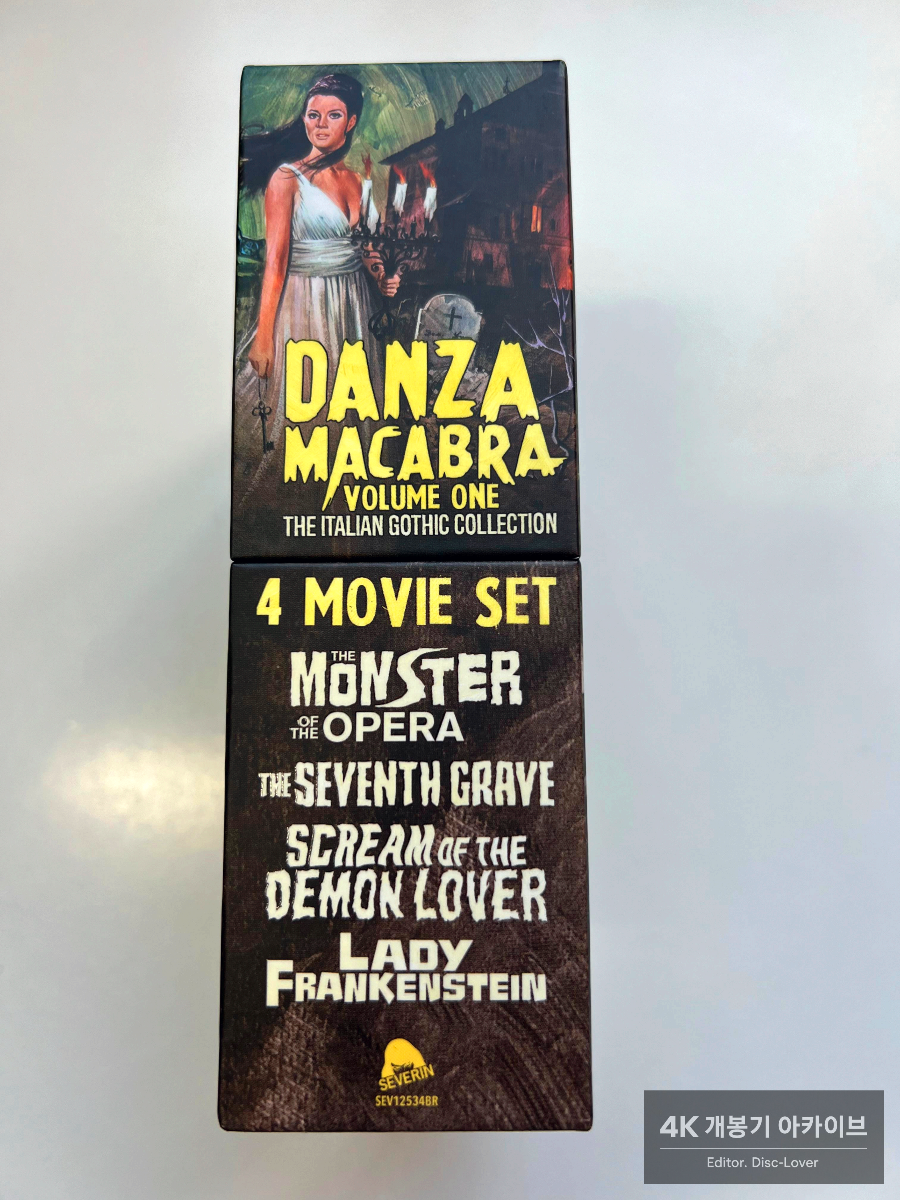 DANZA
MACABRA
VOLUME ONE
THE ITALIAN GOTHIC COLLECTION
4 MOVIE SET
THE
MONSTER
OF THE OPERA
THE SEVENTH GRAVE
SCREAM OF THE
DEMON LOVER
LADY
FRANKENSTEIN
SEVERIN
SEV12534BR
4K 개봉기 아카이브
Editor. Disc-Lover